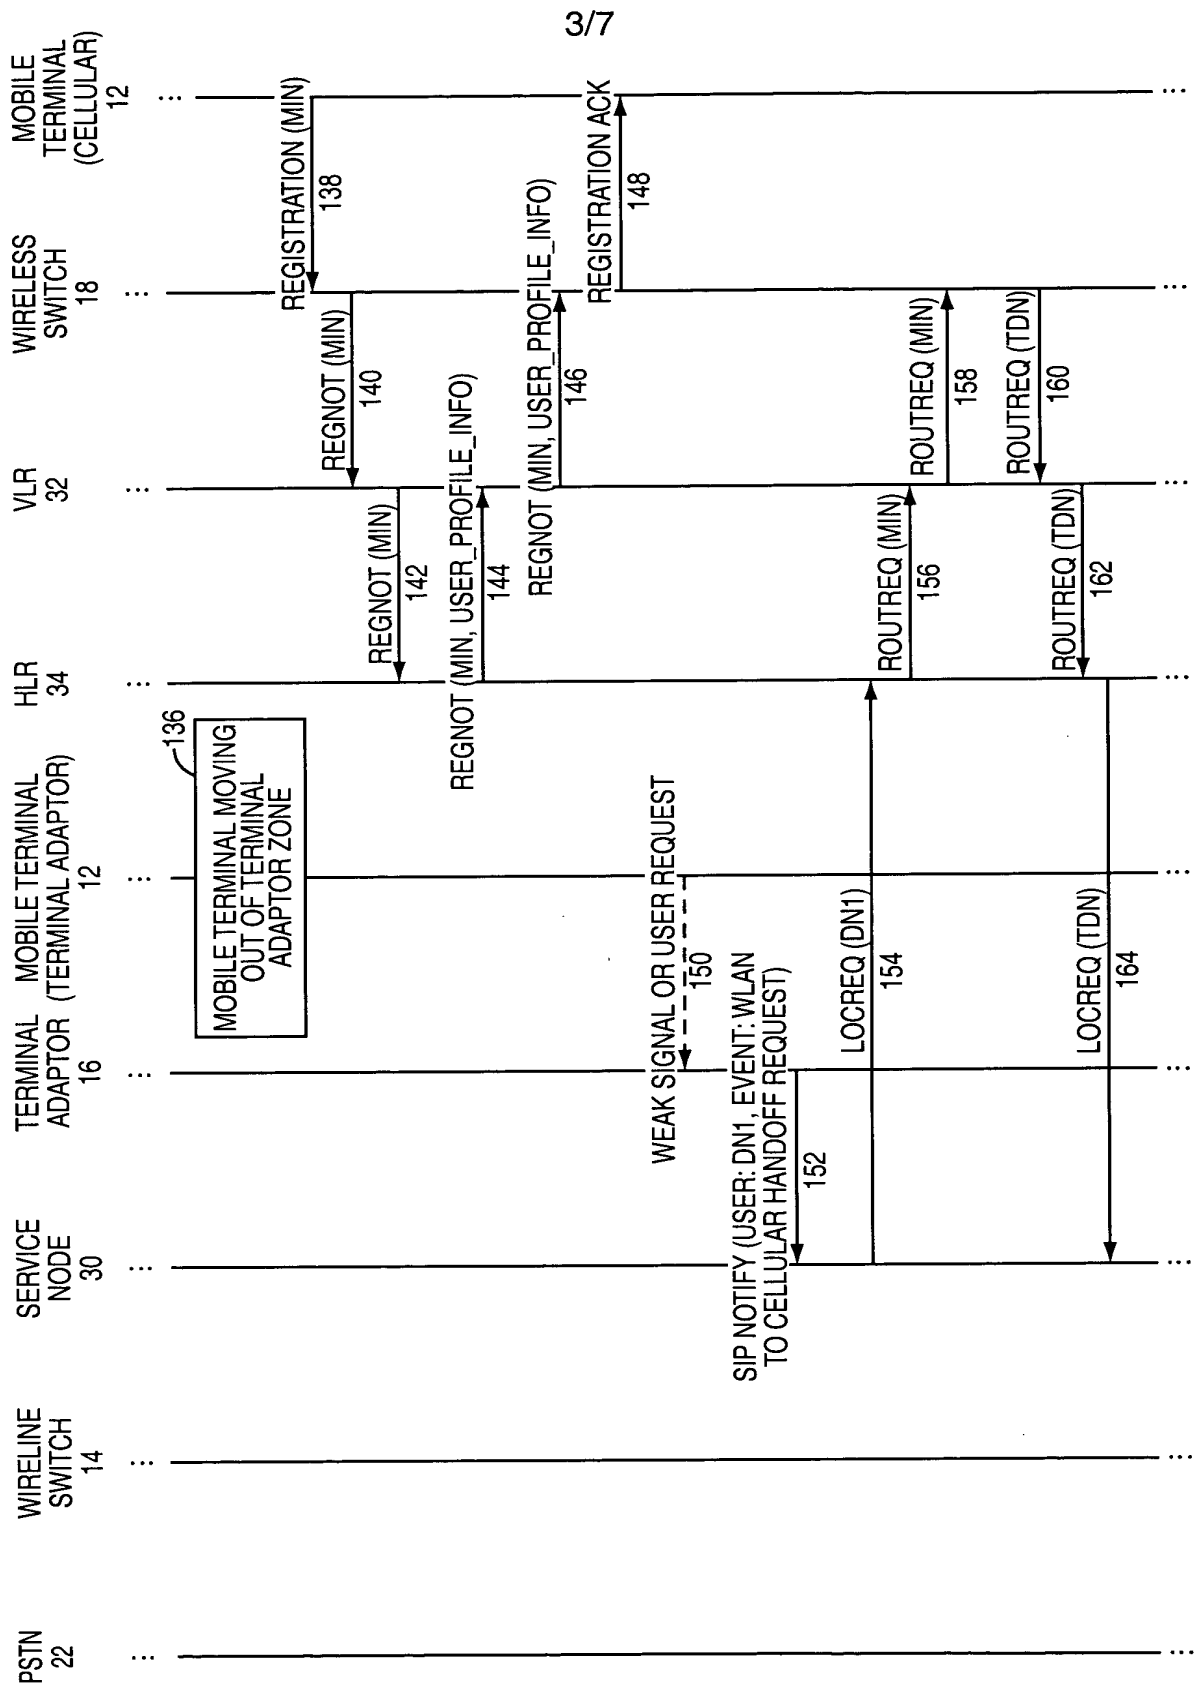 3/7
PSTN
22
WIRELINE
SWITCH
14
SERVICE
NODE
30
TERMINAL
ADAPTOR
16
MOBILE TERMINAL
(TERMINAL ADAPTOR)
12
HLR
34
VLR
32
WIRELESS
SWITCH
18
MOBILE
TERMINAL
(CELLULAR)
12
...
...
...
...
...
...
...
...
...
136
MOBILE TERMINAL MOVING
OUT OF TERMINAL
ADAPTOR ZONE
REGISTRATION (MIN)
138
REGNOT (MIN)
140
REGNOT (MIN)
142
REGNOT (MIN, USER_PROFILE_INFO)
144
REGNOT (MIN, USER_PROFILE_INFO)
146
REGISTRATION ACK
148
WEAK SIGNAL OR USER REQUEST
150
SIP NOTIFY (USER: DN1, EVENT: WLAN
TO CELLULAR HANDOFF REQUEST)
152
LOCREQ (DN1)
154
ROUTREQ (MIN)
156
ROUTREQ (MIN)
158
ROUTREQ (TDN)
160
ROUTREQ (TDN)
162
LOCREQ (TDN)
164
...
...
...
...
...
...
...
...
...